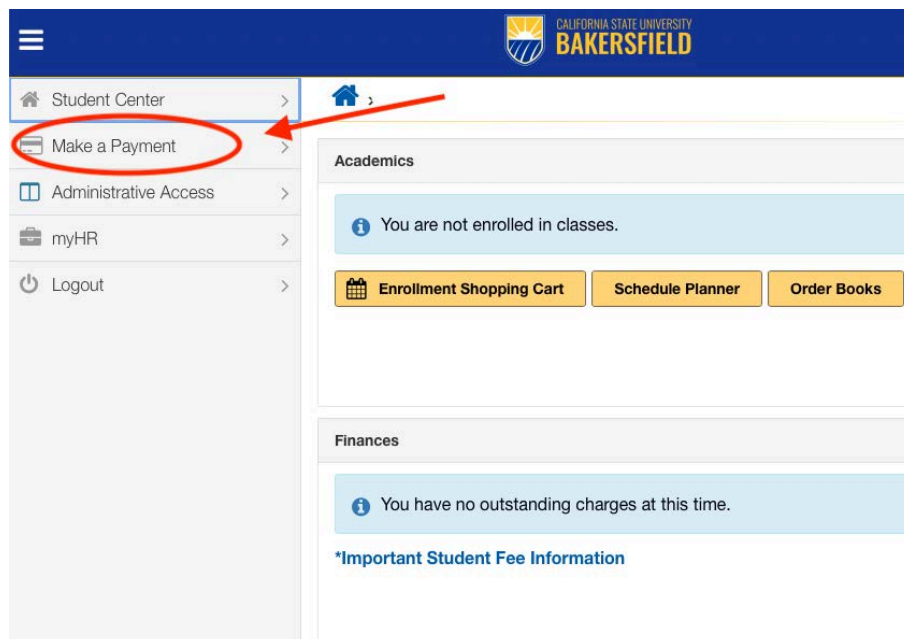 CALIFORNIA STATE UNIVERSITY
BAKERSFIELD
Student Center
Make a Payment
Administrative Access
myHR
Logout
Academics
You are not enrolled in classes.
Enrollment Shopping Cart
Schedule Planner
Order Books
Finances
You have no outstanding charges at this time.
*Important Student Fee Information